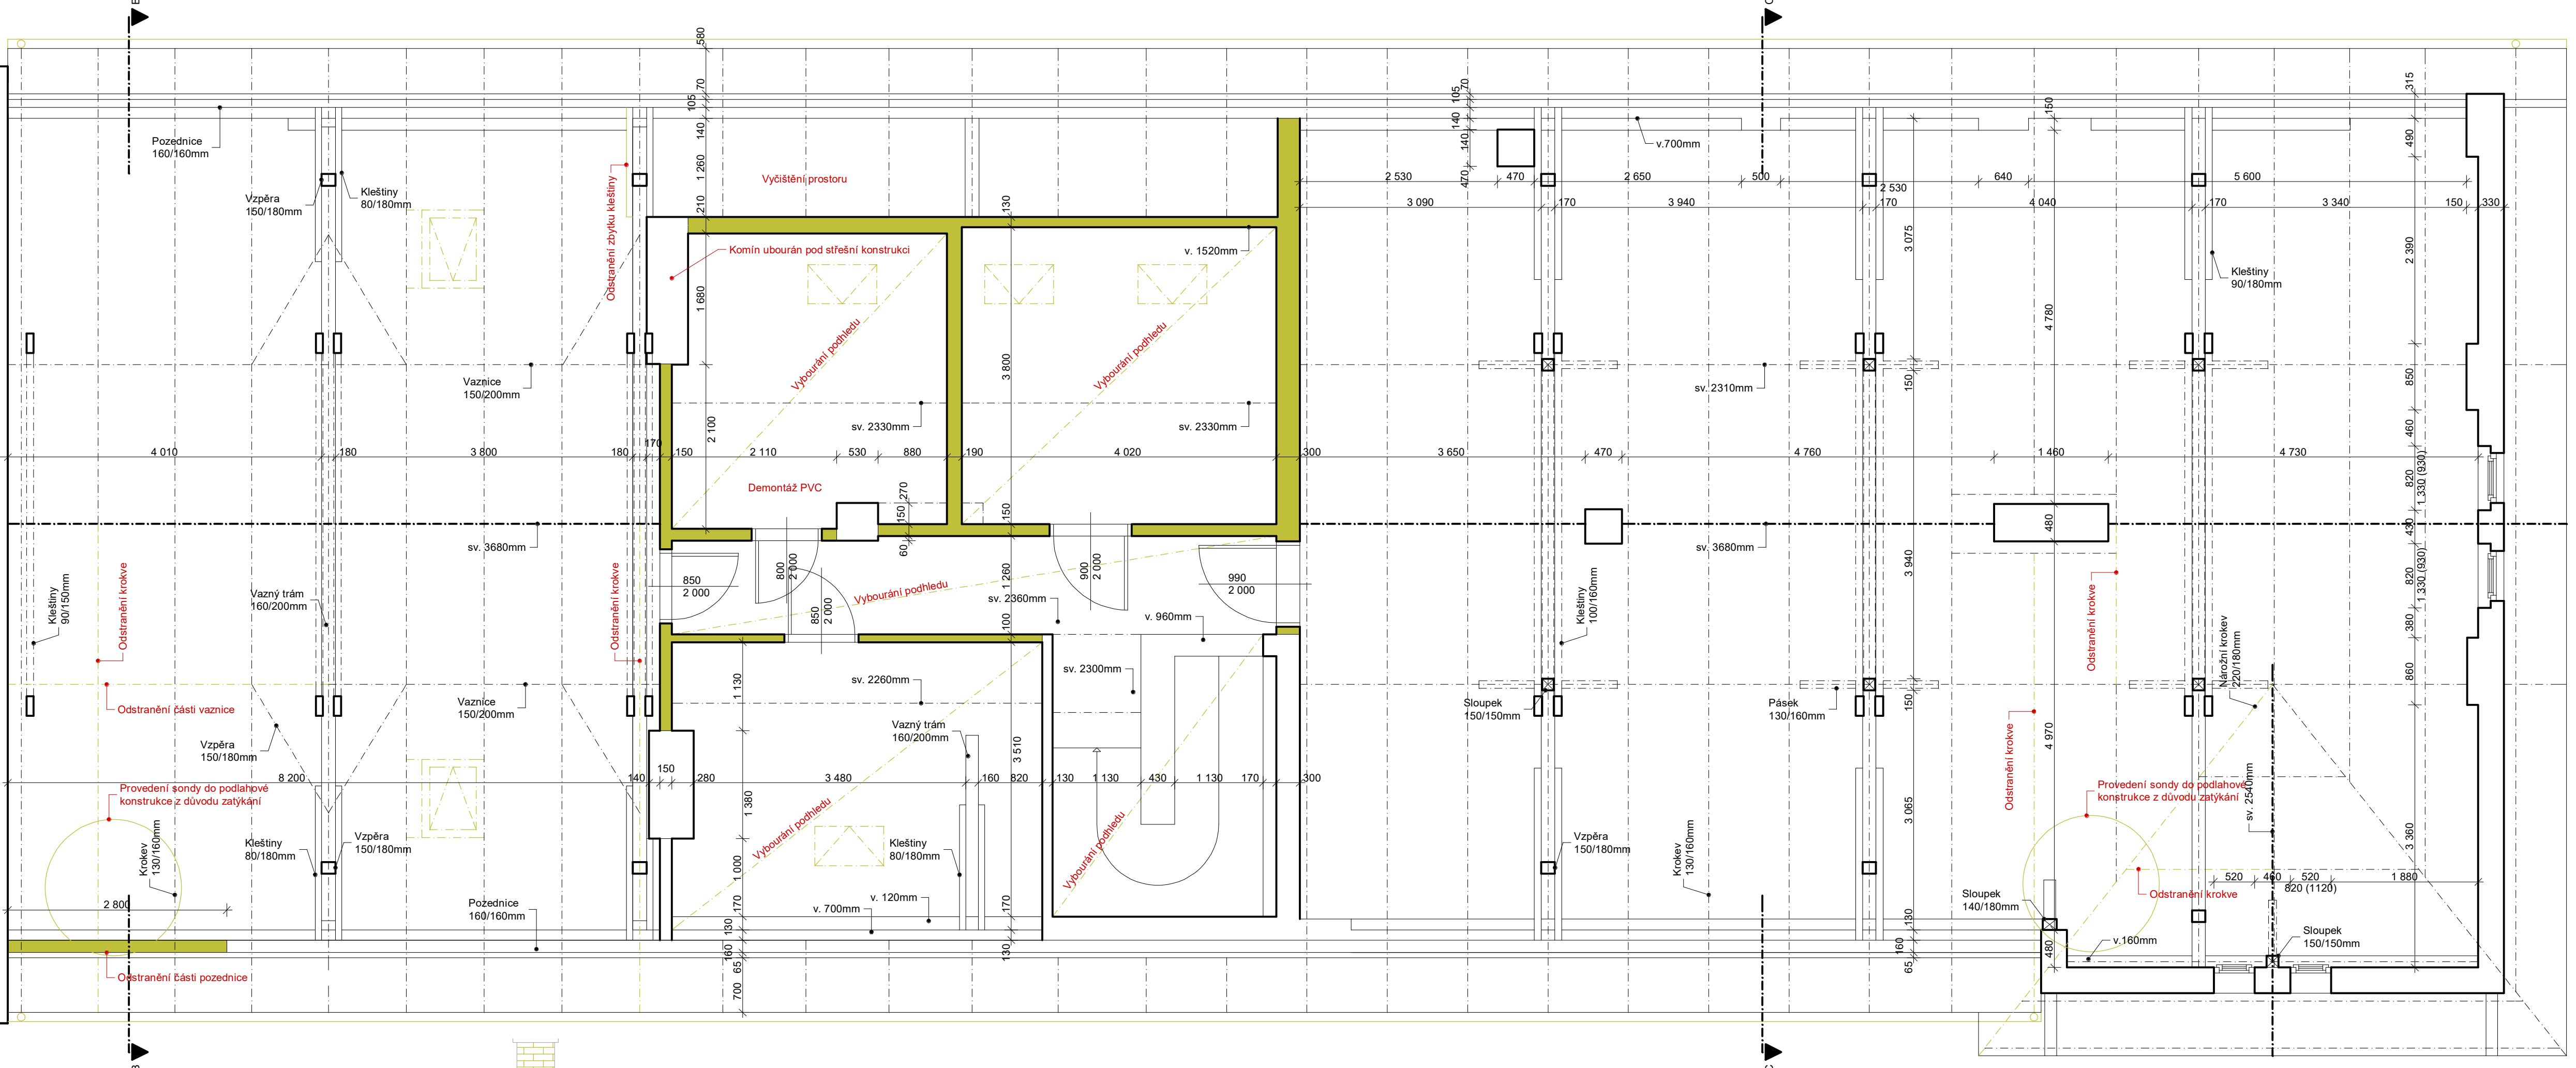 580
70
105
140
1 260
210
Pozednice
160/160mm
Vzpěra
150/180mm
Kleštiny
80/180mm
Odstranění zbytku kleštiny
Vyčištění prostoru
130
Komín ubourán pod střešní konstrukci
v. 1520mm
1 680
3 800
Vybourání podhledu
Vybourání podhledu
Vaznice
150/200mm
sv. 2330mm
sv. 2330mm
2 100
4 010
180
3 800
180
170
150
2 110
530
880
190
4 020
300
3 650
470
4 760
1 460
4 730
Demontáž PVC
270
150
60
150
sv. 3680mm
70
105
140
140
470
v.700mm
2 530
470
2 650
500
2 530
640
5 600
3 090
170
3 940
170
4 040
170
3 340
150
330
150
315
490
2 390
3 075
4 780
Kleštiny
90/180mm
sv. 2310mm
150
850
460
820
1 330 (930)
430
820
1 330 (930)
380
860
480
sv. 3680mm
3 940
Kleštiny
90/150mm
Odstranění krokve
Vazný trám
160/200mm
Odstranění krokve
850
2 000
800
2 000
850
2 000
900
2 000
990
2 000
Vybourání podhledu
1 260
100
sv. 2360mm
v. 960mm
Kleštiny
100/160mm
Odstranění krokve
Nárožní krokev
220/180mm
sv. 2300mm
sv. 2260mm
1 130
Vaznice
150/200mm
Odstranění části vaznice
Vzpěra
150/180mm
Vazný trám
160/200mm
3 510
Sloupek
150/150mm
Pásek
130/160mm
150
Odstranění krokve
4 970
8 200
140
150
280
3 480
160
820
130
1 130
430
1 130
170
300
Provedení sondy do podlahové
konstrukce z důvodu zatýkání
Provedení sondy do podlahové
konstrukce z důvodu zatýkání
sv. 2540mm
3 065
3 360
1 380
1 000
Vybourání podhledu
Vybourání podhledu
Krokev
130/160mm
Kleštiny
80/180mm
Vzpěra
150/180mm
Kleštiny
80/180mm
Vzpěra
150/180mm
Krokev
130/160mm
520
460
520
1 880
820 (1120)
Odstranění krokve
Sloupek
140/180mm
2 800
Pozednice
160/160mm
v. 120mm
v. 700mm
170
130
160
65
700
170
130
130
160
65
480
v.160mm
Sloupek
150/150mm
Odstranění části pozednice